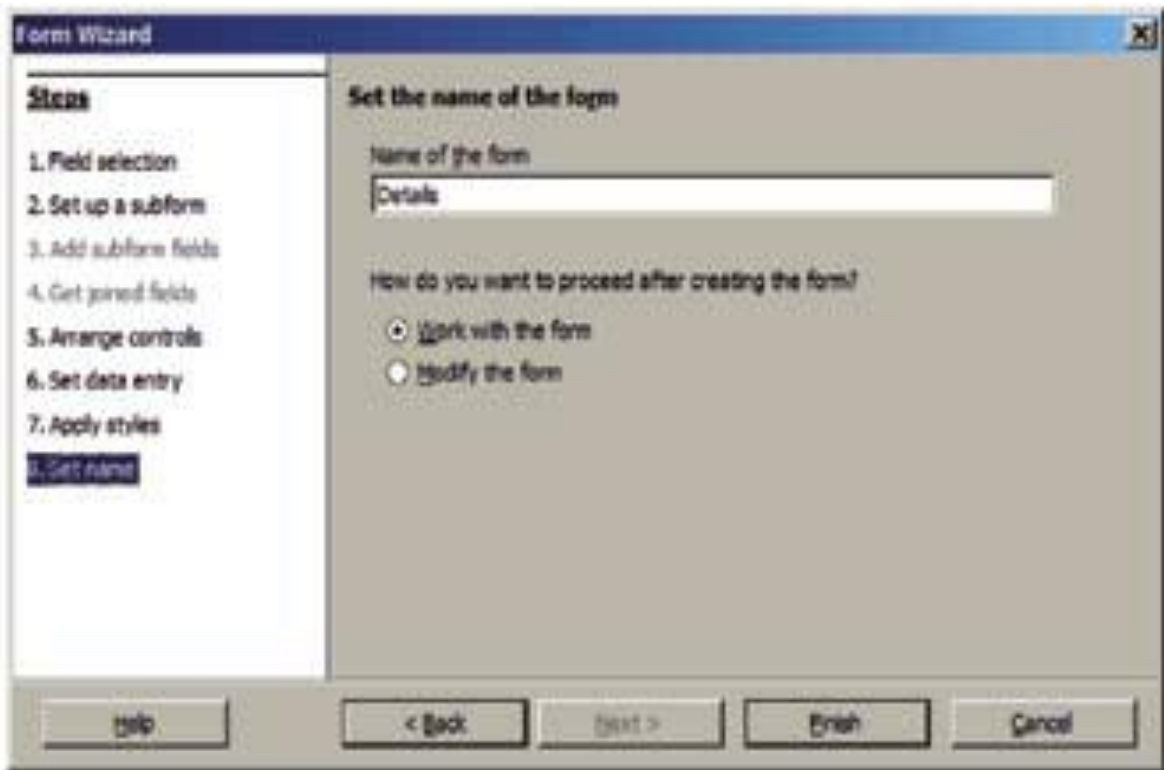 Form Wizard
Steps
1. Field selection
2. Set up a subform
3. Add subform fields
4. Get joined fields
5. Arrange controls
6. Set data entry
7. Apply styles
8. Set name
Set the name of the form
Name of the form
Details
How do you want to proceed after creating the form?
Work with the form
Modify the form
Help
< Back
Next >
Finish
Cancel